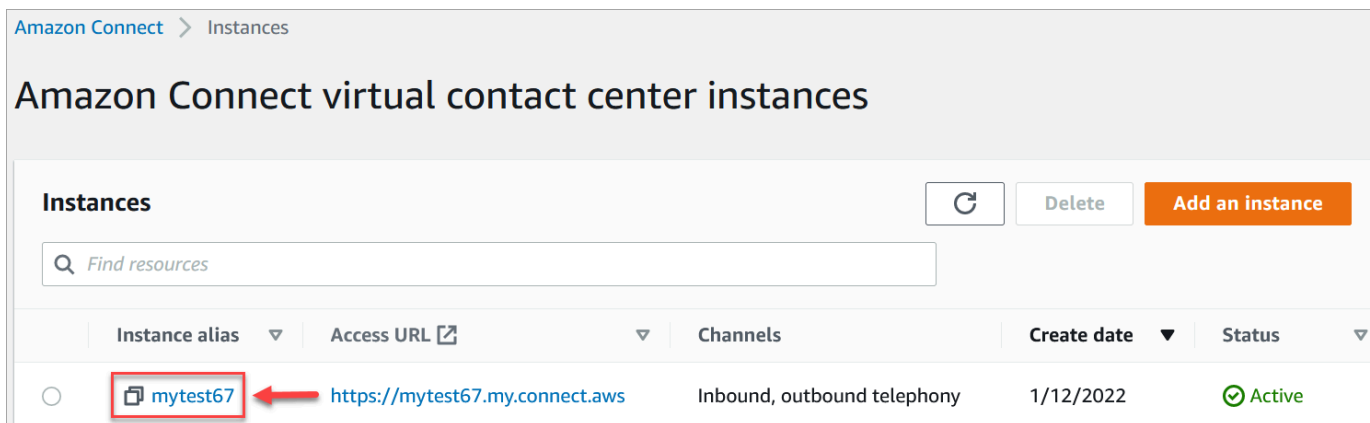 Amazon Connect > Instances
Amazon Connect virtual contact center instances
Instances
Delete
Add an instance
Find resources
Instance alias Access URL Channels Create date Status
mytest67 https://mytest67.my.connect.aws Inbound, outbound telephony 1/12/2022 Active